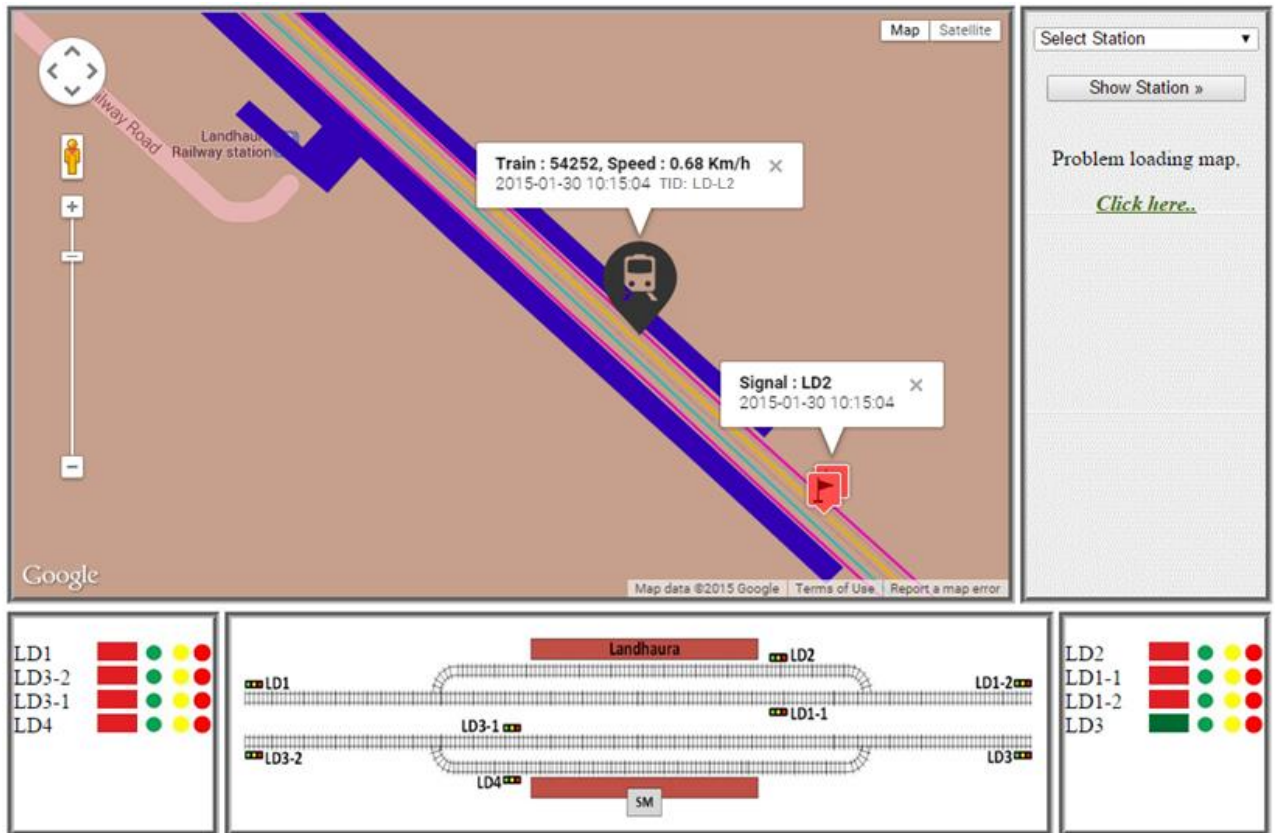 Map Satellite
Select Station
Show Station »
Problem loading map.
Click here..
Railway Road
Landhaura
Railway station
Train : 54252, Speed : 0.68 Km/h
2015-01-30 10:15:04 TID: LD-L2
Signal : LD2
2015-01-30 10:15:04
Google
Map data ©2015 Google Terms of Use Report a map error
LD1
LD3-2
LD3-1
LD4
Landhaura
LD2
LD1
LD1-2
LD1-1
LD3-1
LD3-2
LD3
LD4
SM
LD2
LD1-1
LD1-2
LD3